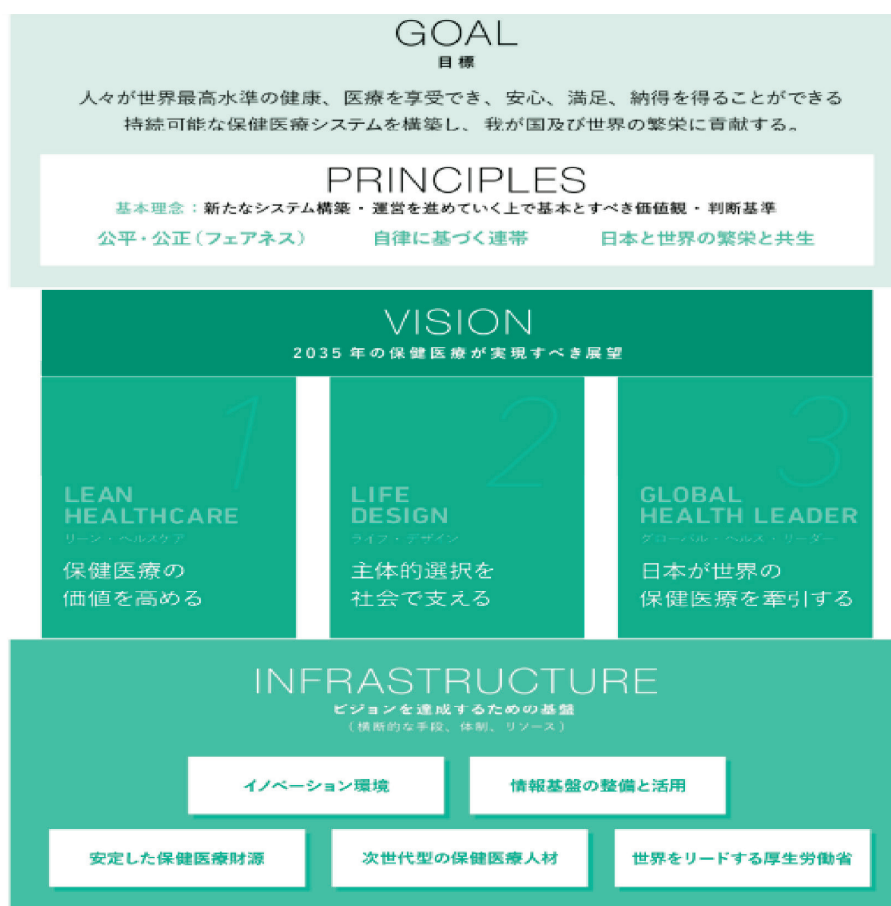 GOAL
目標
人々が世界最高水準の健康、医療を享受でき、安心、満足、納得を得ることができる
持続可能な保健医療システムを構築し、我が国及び世界の繁栄に貢献する。
PRINCIPLES
基本理念：新たなシステム構築・運営を進めていく上で基本とすべき価値観・判断基準
公平・公正（フェアネス） 自律に基づく連帯 日本と世界の繁栄と共生
VISION
2035年の保健医療が実現すべき展望
1
LEAN
HEALTHCARE
リーン・ヘルスケア
保健医療の
価値を高める
2
LIFE
DESIGN
ライフ・デザイン
主体的選択を
社会で支える
3
GLOBAL
HEALTH LEADER
グローバル・ヘルス・リーダー
日本が世界の
保健医療を牽引する
INFRASTRUCTURE
ビジョンを達成するための基盤
（横断的な手段、体制、リソース）
イノベーション環境 情報基盤の整備と活用
安定した保健医療財源 次世代型の保健医療人材 世界をリードする厚生労働省